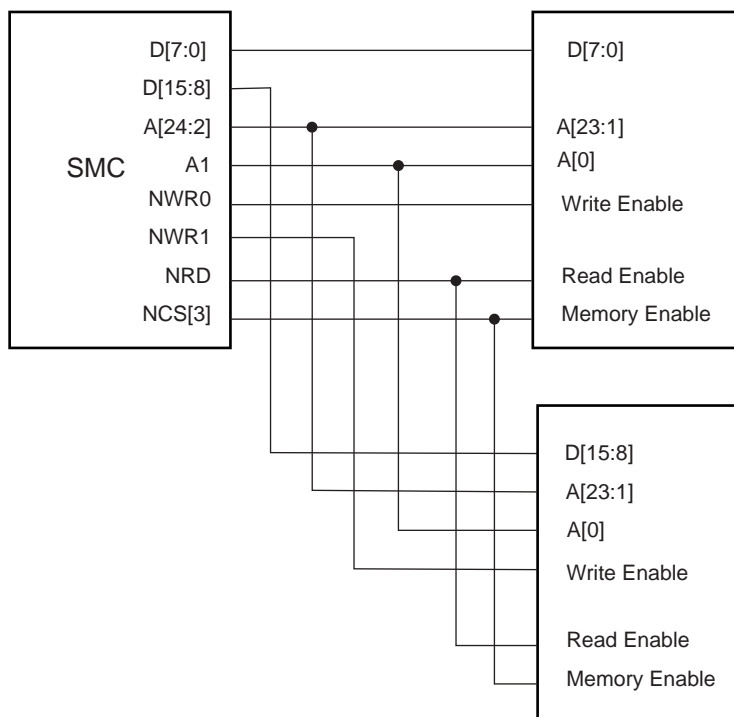 D[7:0]
D[15:8]
A[24:2]
SMC
A1
NWR0
NWR1
NRD
NCS[3]
D[7:0]
A[23:1]
A[0]
Write Enable
Read Enable
Memory Enable
D[15:8]
A[23:1]
A[0]
Write Enable
Read Enable
Memory Enable